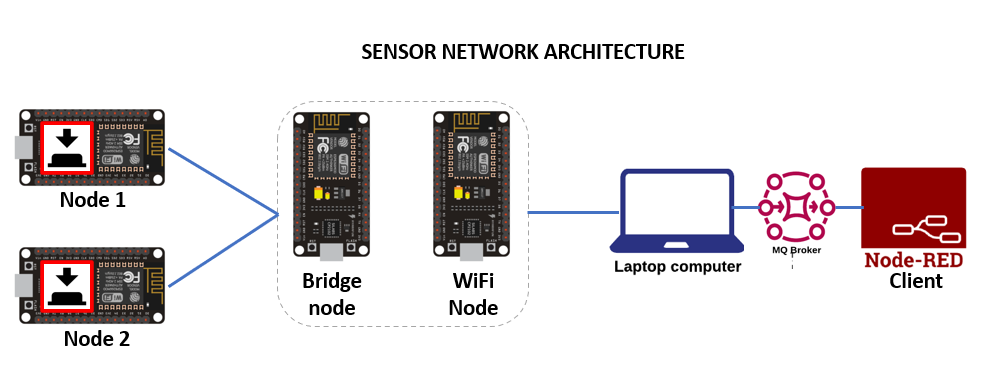 SENSOR NETWORK ARCHITECTURE
Node 1
Node 2
Bridge
node
WiFi
Node
Laptop computer
MQ Broker
Node-RED
Client